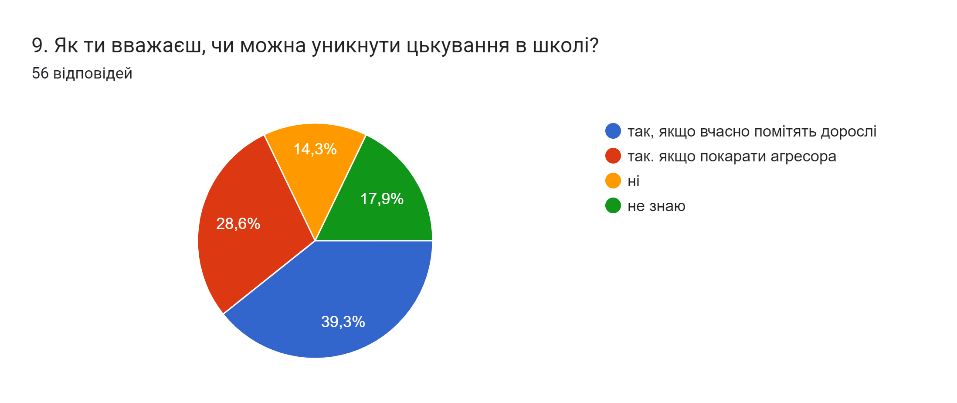 9. Як ти вважаєш, чи можна уникнути цькування в школі?
56 відповідей
14,3%
17,9%
28,6%
39,3%
так, якщо вчасно помітять дорослі
так. якщо покарати агресора
ні
не знаю